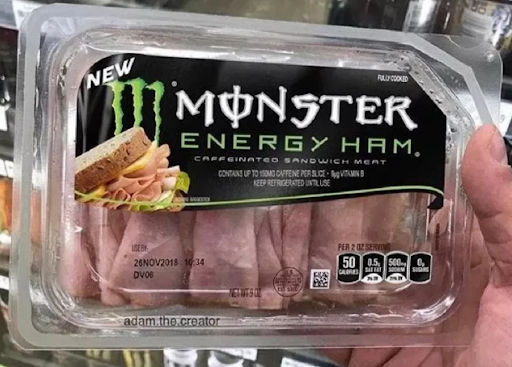 NEW
FULLY COOKED
MONSTER
ENERGY HAM
CAFFEINATED SANDWICH MEAT
CONTAINS UP TO 150MG CAFFEINE PER SLICE • 9µg VITAMIN B
KEEP REFRIGERATED UNTIL USE
USE BY
26NOV2018 10:34
DV06
NET WT 9 OZ
PER 2 OZ SERVING
50 CALORIES
0.5g SAT FAT
500mg SODIUM
0g SUGARS
adam.the.creator